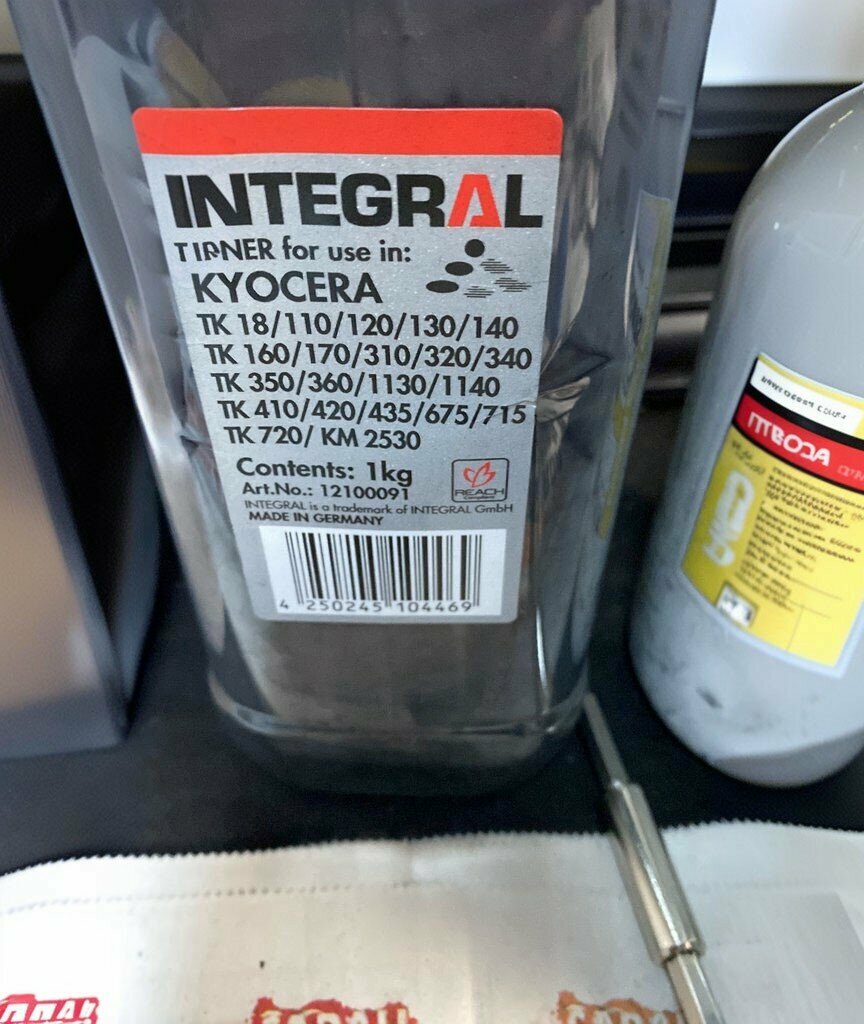 INTEGRAL
TIPNER for use in:
KYOCERA
TK 18/110/120/130/140
TK 160/170/310/320/340
TK 350/360/1130/1140
TK 410/420/435/675/715
TK 720/ KM 2530
Contents: 1kg
Art.No.: 12100091
REACH
Compliant
INTEGRAL is a trademark of INTEGRAL GmbH
MADE IN GERMANY
4 250245 104469